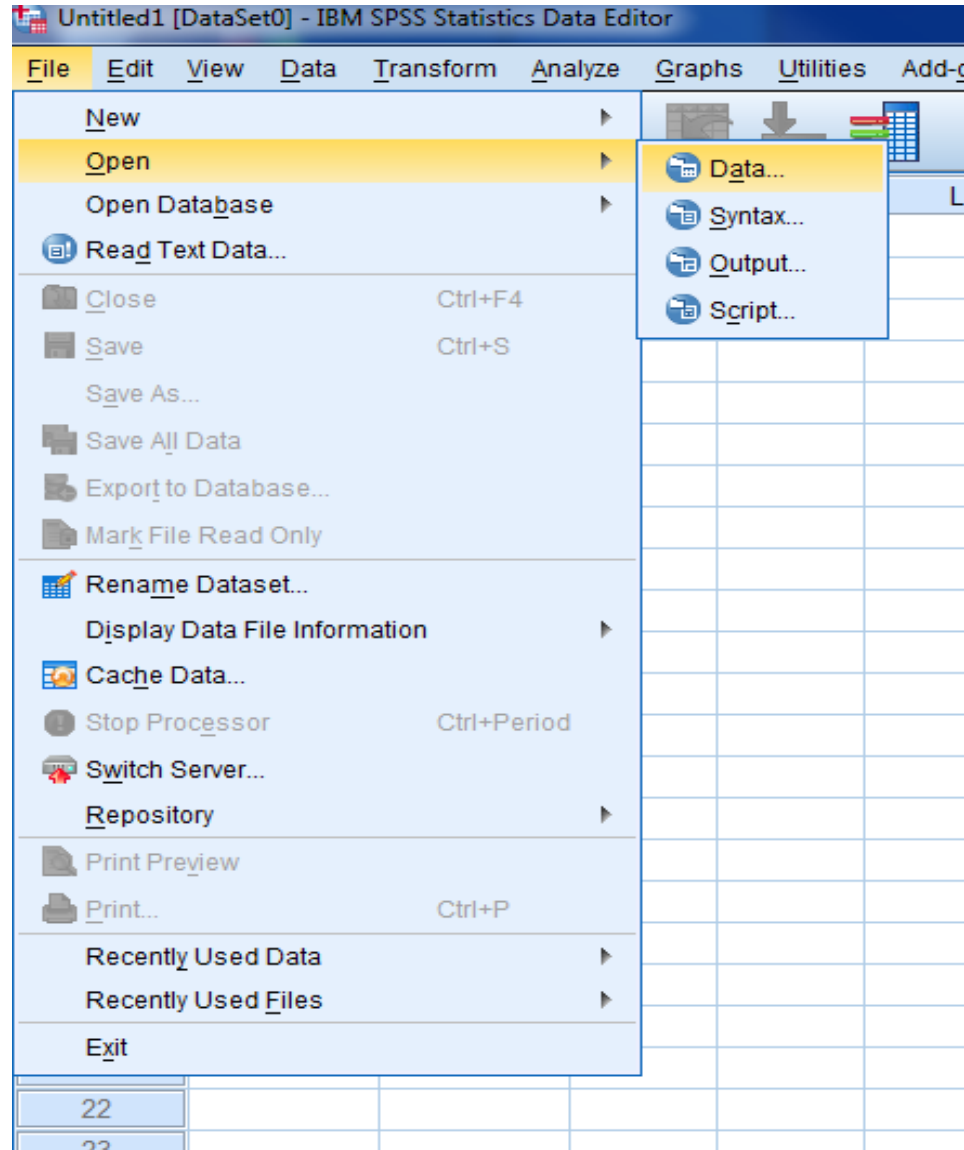 Untitled1 [DataSet0] - IBM SPSS Statistics Data Editor
File Edit View Data Transform Analyze Graphs Utilities
New
Open
Open Database
Read Text Data...
Close Ctrl+F4
Save Ctrl+S
Save As...
Save All Data
Export to Database...
Mark File Read Only
Rename Dataset...
Display Data File Information
Cache Data...
Stop Processor Ctrl+Period
Switch Server...
Repository
Print Preview
Print... Ctrl+P
Recently Used Data
Recently Used Files
Exit
Data...
Syntax...
Output...
Script...
22
23